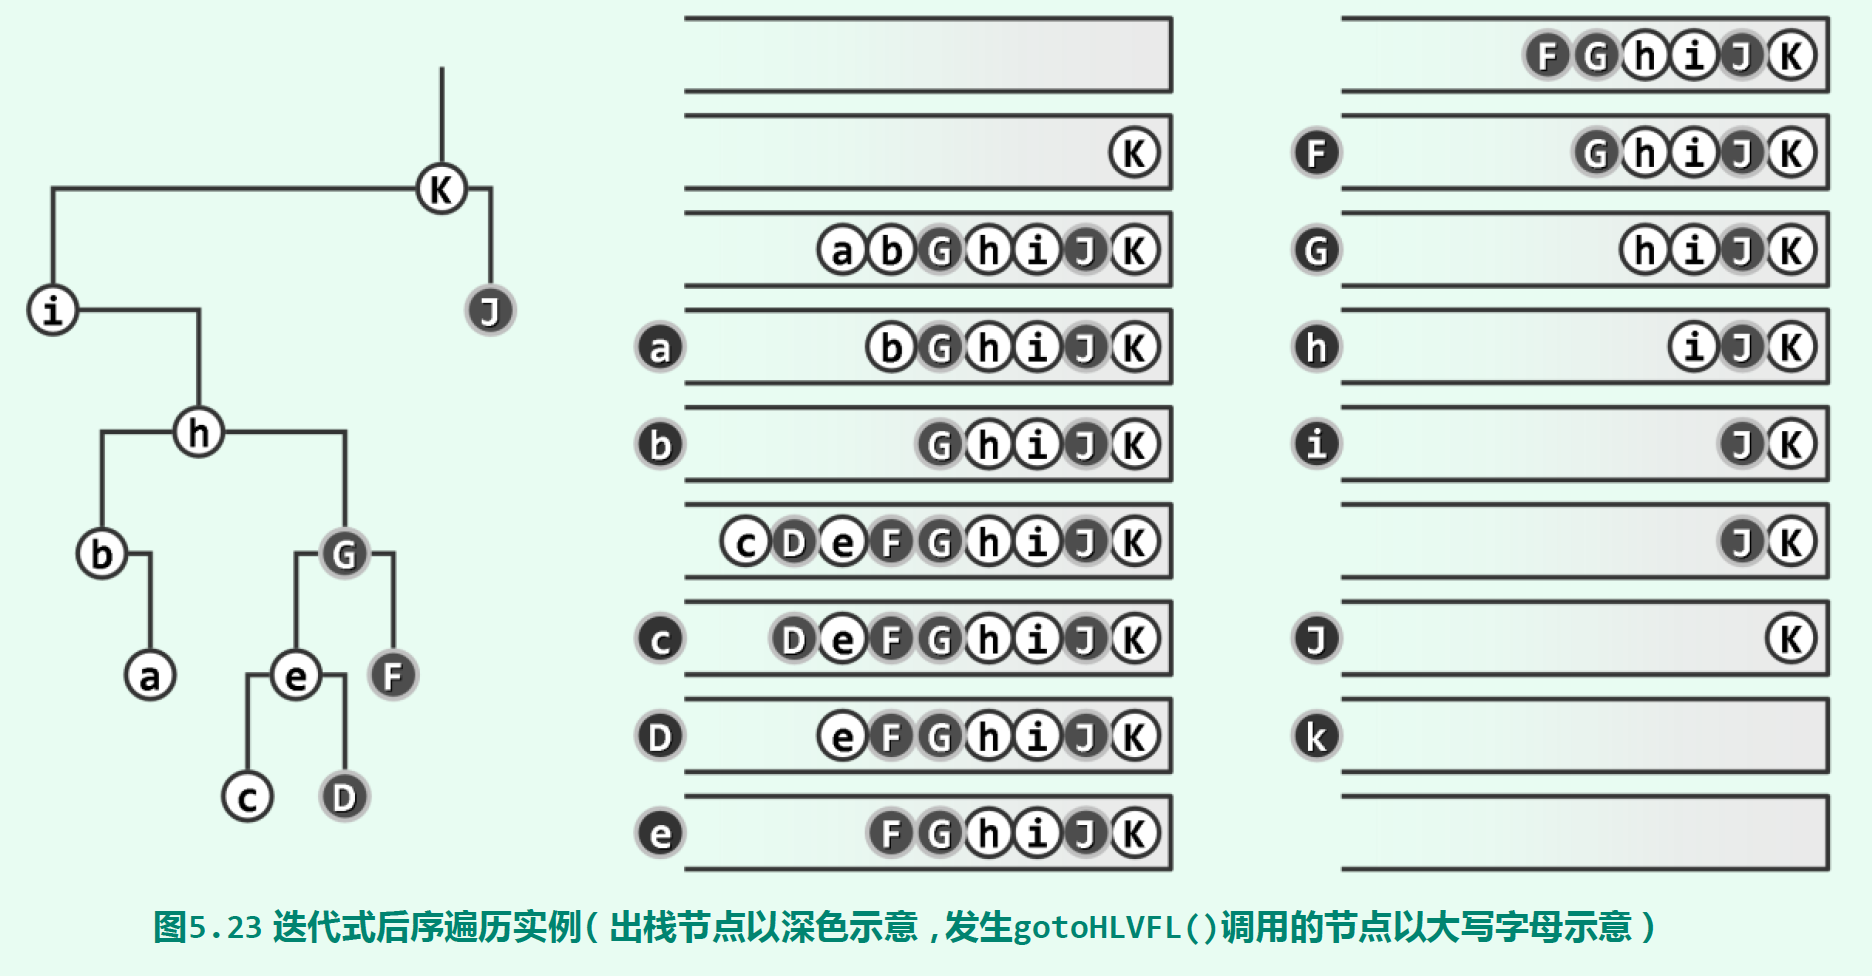 K
i
J
h
b
G
a
e
F
c
D
K
a b G h i J K
a b G h i J K
b G h i J K
c D e F G h i J K
c D e F G h i J K
D e F G h i J K
e F G h i J K
F G h i J K
F G h i J K
G h i J K
h i J K
i J K
J K
J K
k
图5.23 迭代式后序遍历实例(出栈节点以深色示意,发生gotoHLVFL()调用的节点以大写字母示意)